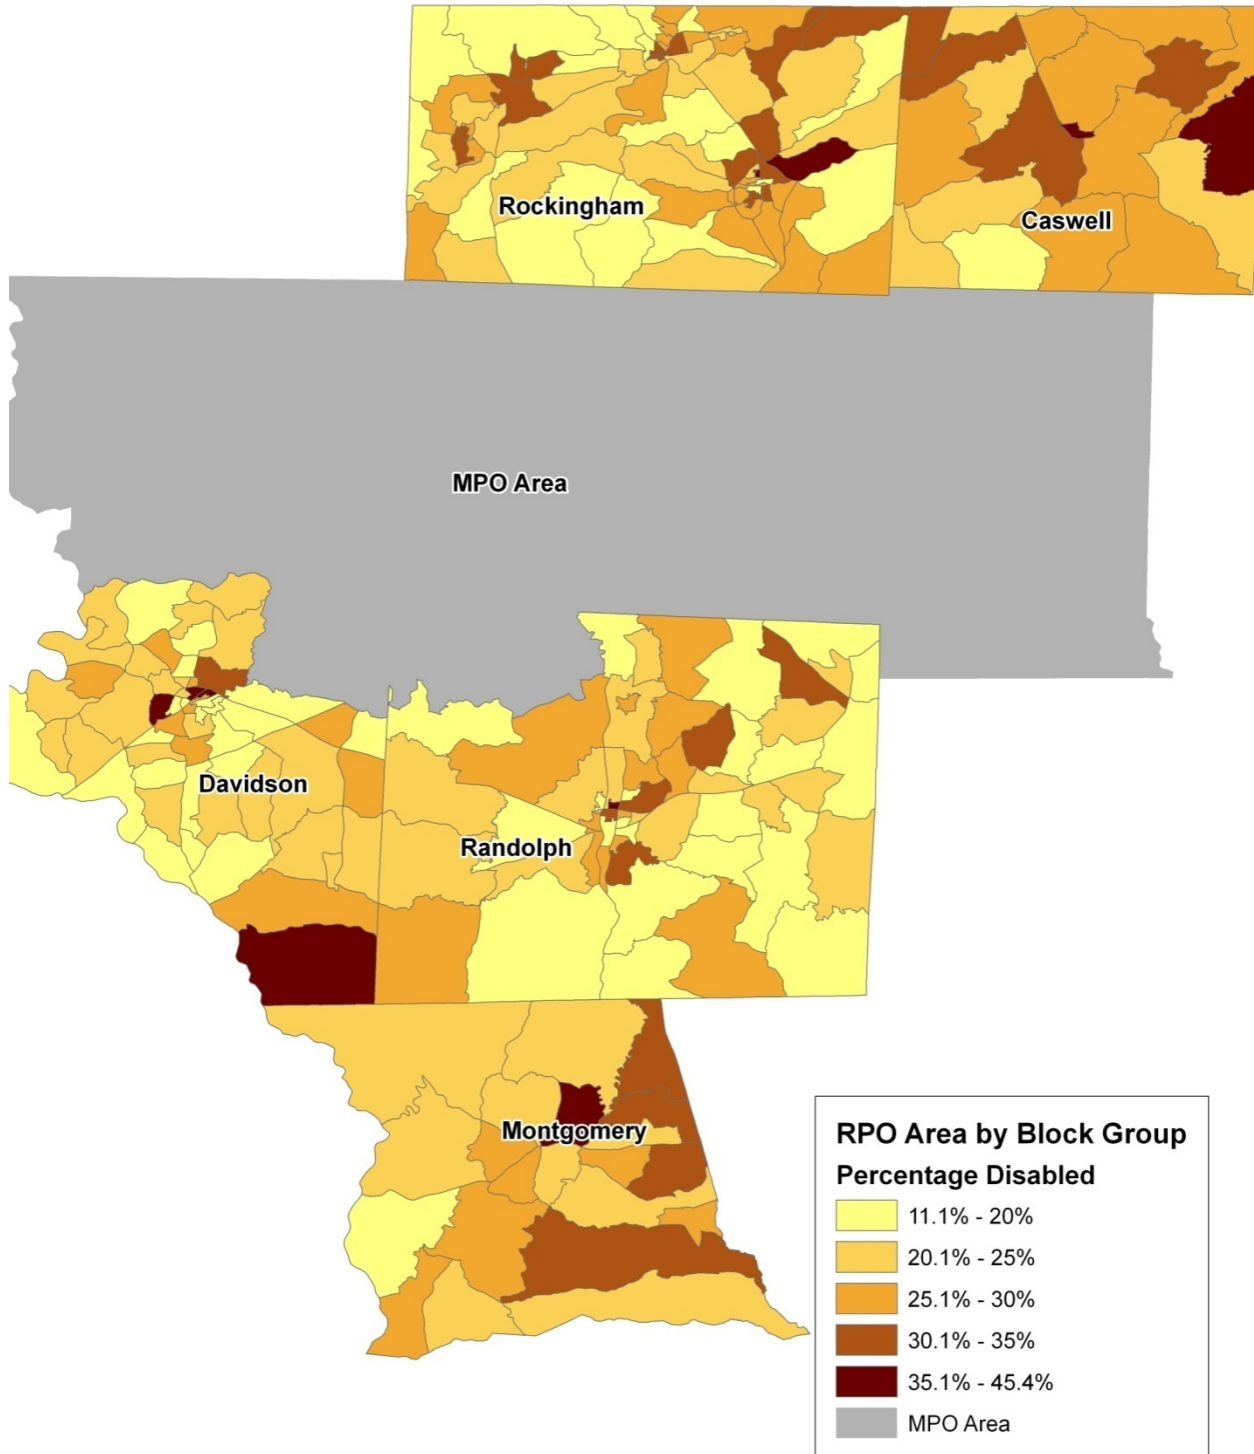 Rockingham
Caswell
MPO Area
Davidson
Randolph
Montgomery
RPO Area by Block Group
Percentage Disabled
11.1% - 20%
20.1% - 25%
25.1% - 30%
30.1% - 35%
35.1% - 45.4%
MPO Area